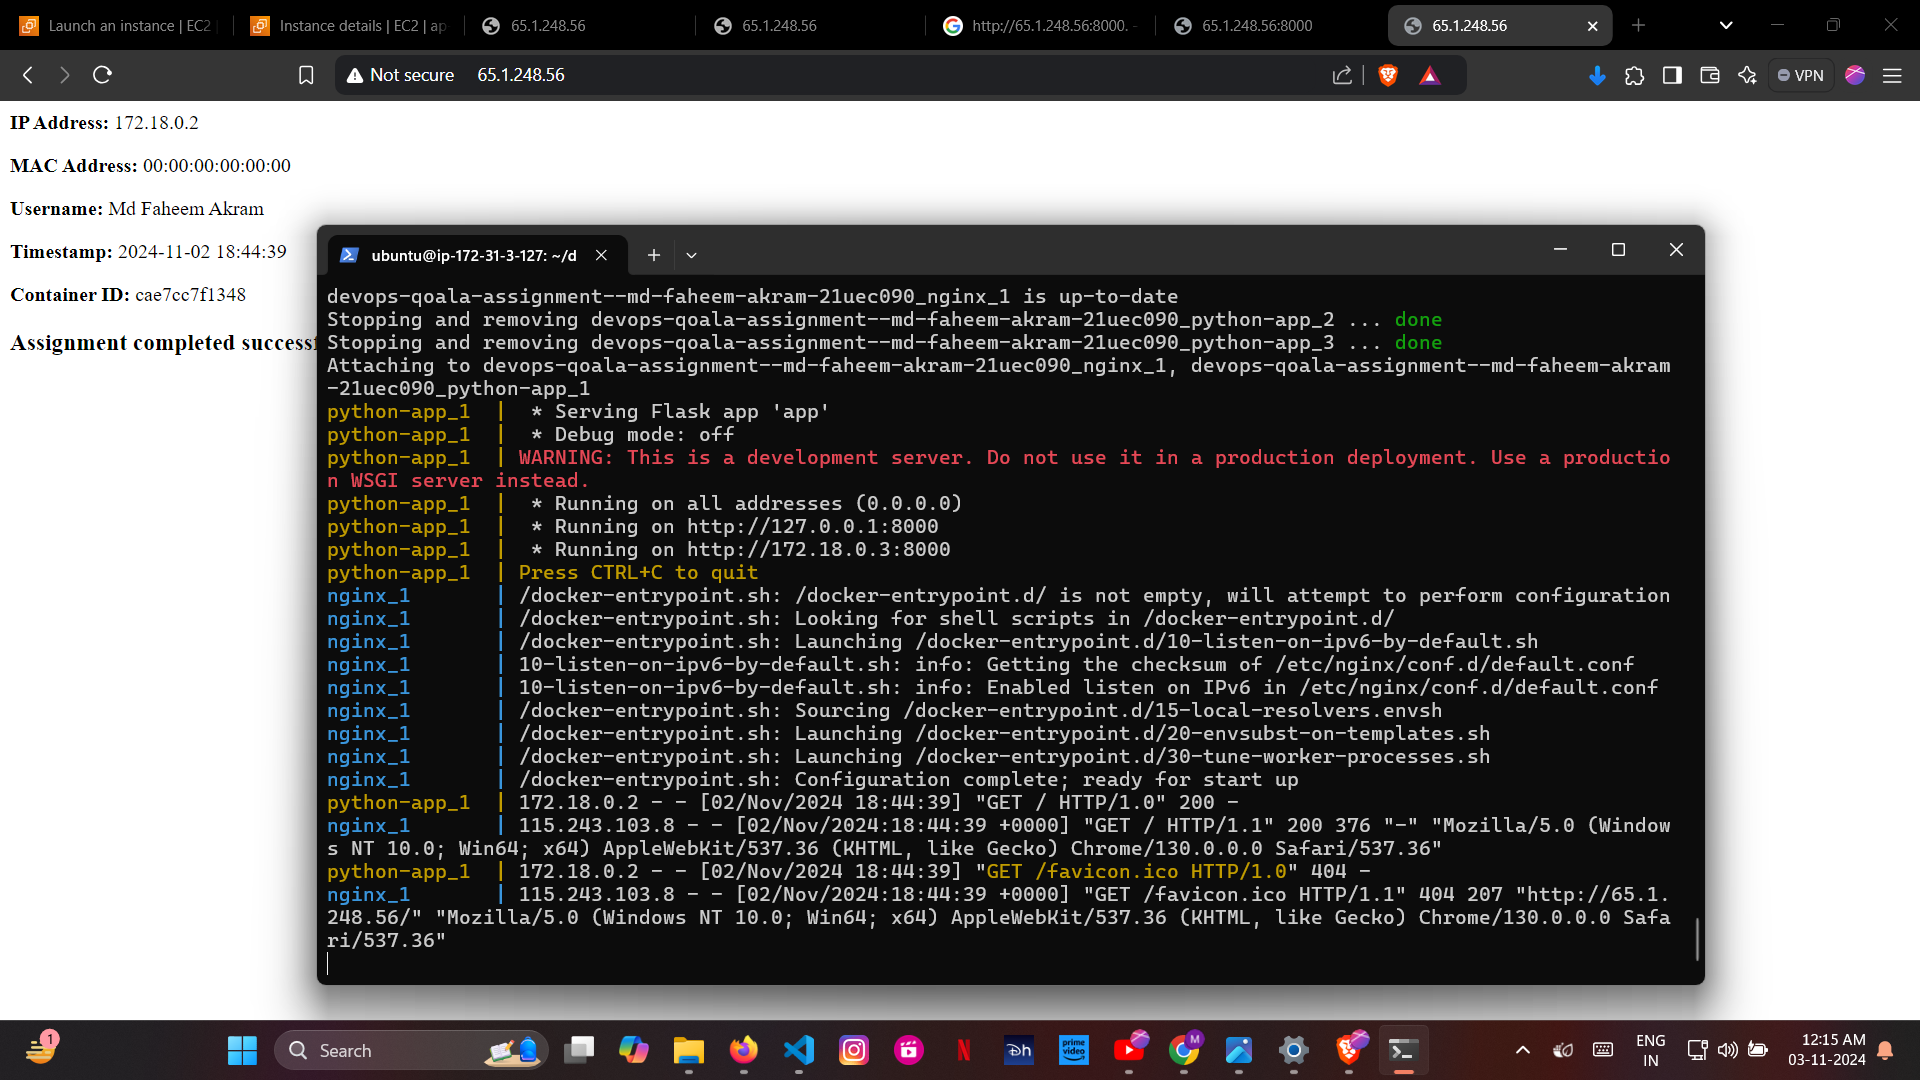 Launch an instance | EC2
Instance details | EC2 | ap
65.1.248.56
65.1.248.56
http://65.1.248.56:8000. -
65.1.248.56:8000
65.1.248.56
Not secure 65.1.248.56
VPN
IP Address: 172.18.0.2
MAC Address: 00:00:00:00:00:00
Username: Md Faheem Akram
Timestamp: 2024-11-02 18:44:39
Container ID: cae7cc7f1348
Assignment completed successf
ubuntu@ip-172-31-3-127: ~/d
devops-qoala-assignment--md-faheem-akram-21uec090_nginx_1 is up-to-date
Stopping and removing devops-qoala-assignment--md-faheem-akram-21uec090_python-app_2 ... done
Stopping and removing devops-qoala-assignment--md-faheem-akram-21uec090_python-app_3 ... done
Attaching to devops-qoala-assignment--md-faheem-akram-21uec090_nginx_1, devops-qoala-assignment--md-faheem-akram
-21uec090_python-app_1
python-app_1 | * Serving Flask app 'app'
python-app_1 | * Debug mode: off
python-app_1 | WARNING: This is a development server. Do not use it in a production deployment. Use a productio
n WSGI server instead.
python-app_1 | * Running on all addresses (0.0.0.0)
python-app_1 | * Running on http://127.0.0.1:8000
python-app_1 | * Running on http://172.18.0.3:8000
python-app_1 | Press CTRL+C to quit
nginx_1 | /docker-entrypoint.sh: /docker-entrypoint.d/ is not empty, will attempt to perform configuration
nginx_1 | /docker-entrypoint.sh: Looking for shell scripts in /docker-entrypoint.d/
nginx_1 | /docker-entrypoint.sh: Launching /docker-entrypoint.d/10-listen-on-ipv6-by-default.sh
nginx_1 | 10-listen-on-ipv6-by-default.sh: info: Getting the checksum of /etc/nginx/conf.d/default.conf
nginx_1 | 10-listen-on-ipv6-by-default.sh: info: Enabled listen on IPv6 in /etc/nginx/conf.d/default.conf
nginx_1 | /docker-entrypoint.sh: Sourcing /docker-entrypoint.d/15-local-resolvers.envsh
nginx_1 | /docker-entrypoint.sh: Launching /docker-entrypoint.d/20-envsubst-on-templates.sh
nginx_1 | /docker-entrypoint.sh: Launching /docker-entrypoint.d/30-tune-worker-processes.sh
nginx_1 | /docker-entrypoint.sh: Configuration complete; ready for start up
python-app_1 | 172.18.0.2 - - [02/Nov/2024 18:44:39] "GET / HTTP/1.0" 200 -
nginx_1 | 115.243.103.8 - - [02/Nov/2024:18:44:39 +0000] "GET / HTTP/1.1" 200 376 "-" "Mozilla/5.0 (Window
s NT 10.0; Win64; x64) AppleWebKit/537.36 (KHTML, like Gecko) Chrome/130.0.0.0 Safari/537.36"
python-app_1 | 172.18.0.2 - - [02/Nov/2024 18:44:39] "GET /favicon.ico HTTP/1.0" 404 -
nginx_1 | 115.243.103.8 - - [02/Nov/2024:18:44:39 +0000] "GET /favicon.ico HTTP/1.1" 404 207 "http://65.1.
248.56/" "Mozilla/5.0 (Windows NT 10.0; Win64; x64) AppleWebKit/537.36 (KHTML, like Gecko) Chrome/130.0.0.0 Safa
ri/537.36"
1
Search
N
Dh
prime video
M
ENG
IN
12:15 AM
03-11-2024